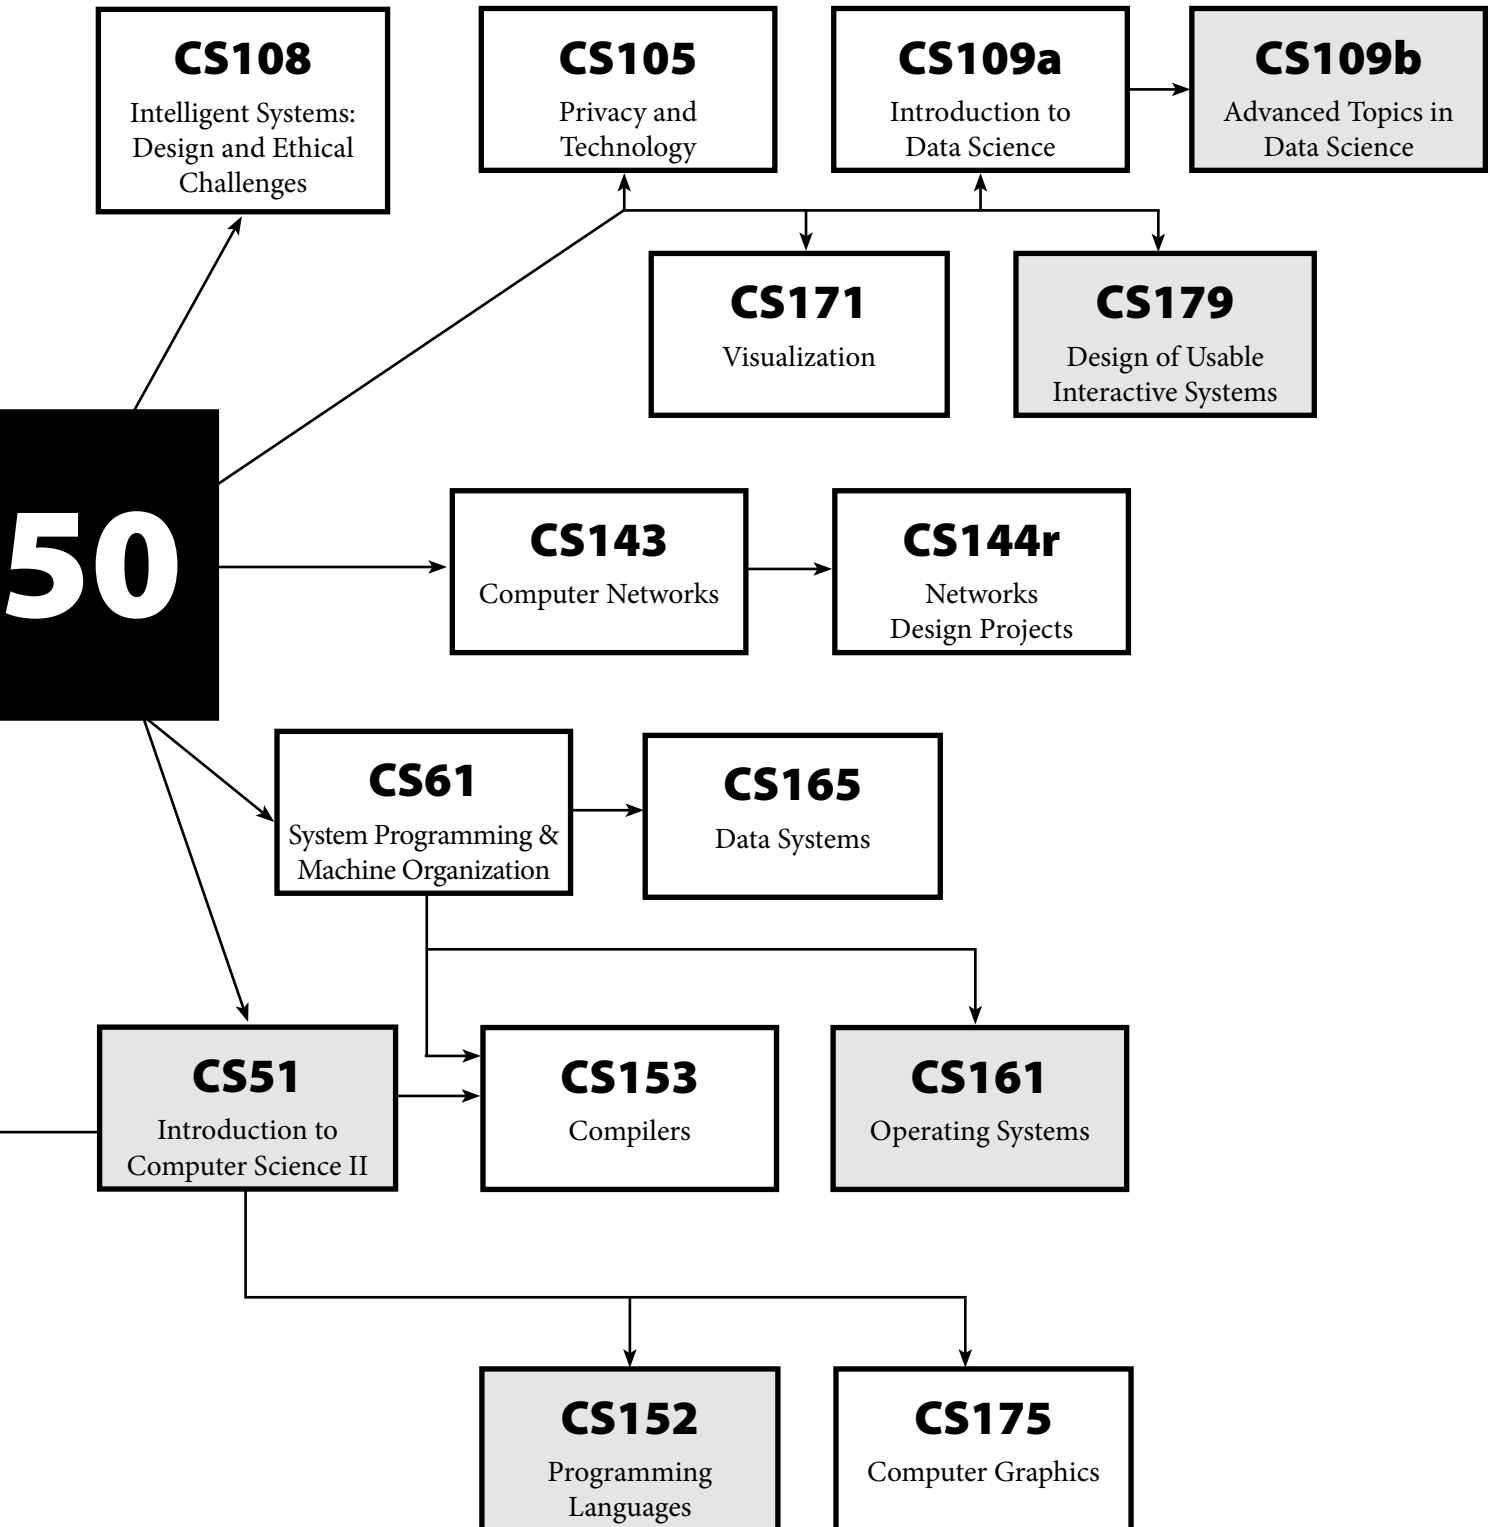 CS108
Intelligent Systems:
Design and Ethical
Challenges
CS105
Privacy and
Technology
CS109a
Introduction to
Data Science
CS109b
Advanced Topics in
Data Science
CS171
Visualization
CS179
Design of Usable
Interactive Systems
50
CS143
Computer Networks
CS144r
Networks
Design Projects
CS61
System Programming &
Machine Organization
CS165
Data Systems
CS51
Introduction to
Computer Science II
CS153
Compilers
CS161
Operating Systems
CS152
Programming
Languages
CS175
Computer Graphics